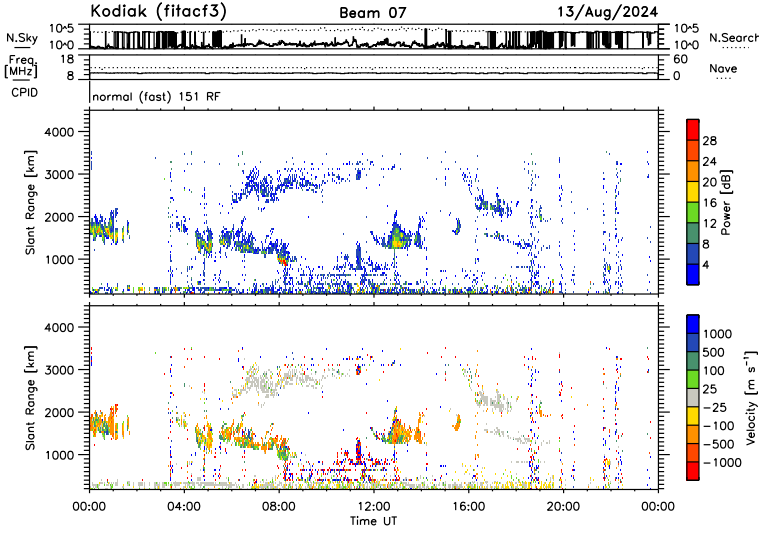 Kodiak (fitacf3) Beam 07 13/Aug/2024
N.Sky 10^5 10^0 10^5 10^0 N.Search
Freq. [MHz] 18 8 60 0 Nave
CPID normal (fast) 151 RF
Slant Range [km] 4000 3000 2000 1000
28 24 20 16 12 8 4 Power [dB]
Slant Range [km] 4000 3000 2000 1000
1000 500 100 25 −25 −100 −500 −1000 Velocity [m s⁻¹]
00:00 04:00 08:00 12:00 16:00 20:00 00:00
Time UT